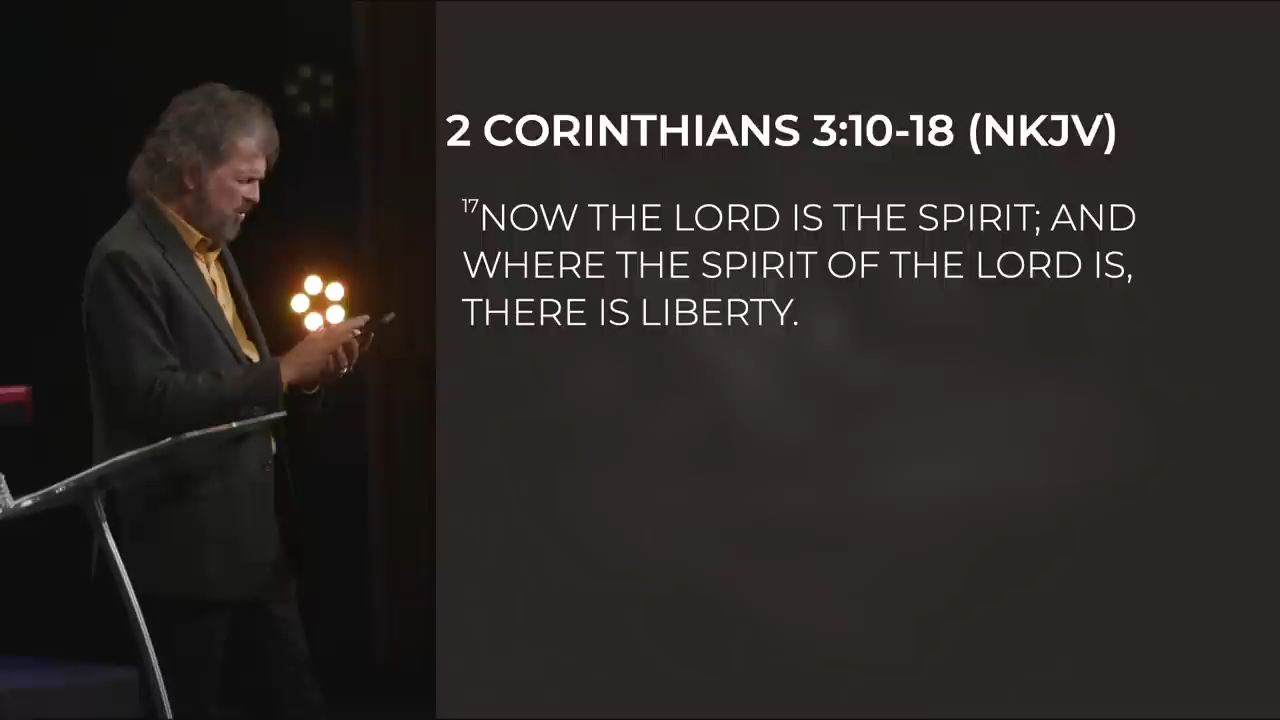 2 CORINTHIANS 3:10-18 (NKJV)
17NOW THE LORD IS THE SPIRIT; AND
WHERE THE SPIRIT OF THE LORD IS,
THERE IS LIBERTY.